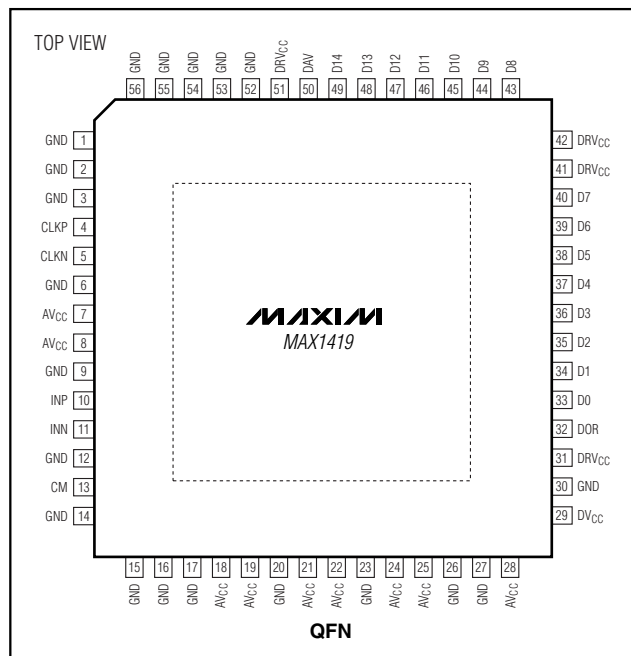 TOP VIEW
GND GND GND GND GND DRVCC DAV D14 D13 D12 D11 D10 D9 D8
56 55 54 53 52 51 50 49 48 47 46 45 44 43
GND 1
GND 2
GND 3
CLKP 4
CLKN 5
GND 6
AVCC 7
AVCC 8
GND 9
INP 10
INN 11
GND 12
CM 13
GND 14
MAXIM
MAX1419
42 DRVCC
41 DRVCC
40 D7
39 D6
38 D5
37 D4
36 D3
35 D2
34 D1
33 D0
32 DOR
31 DRVCC
30 GND
29 DVCC
15 16 17 18 19 20 21 22 23 24 25 26 27 28
GND GND GND AVCC AVCC GND AVCC AVCC GND AVCC AVCC GND GND AVCC
QFN